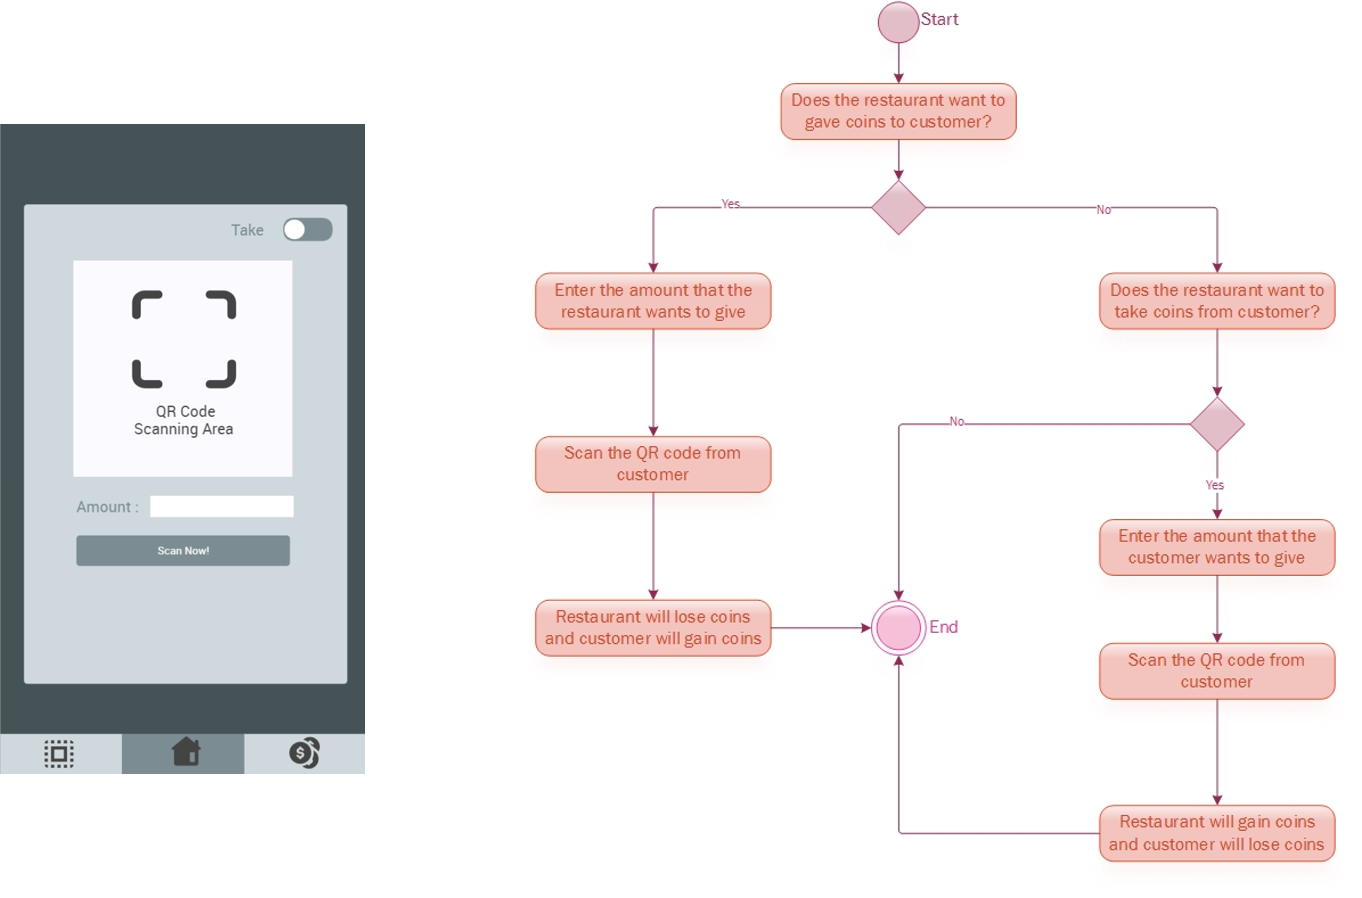 Take
QR Code
Scanning Area
Amount :
Scan Now!
$
Start
Does the restaurant want to
gave coins to customer?
Yes
No
Enter the amount that the
restaurant wants to give
Does the restaurant want to
take coins from customer?
No
Yes
Scan the QR code from
customer
Enter the amount that the
customer wants to give
Restaurant will lose coins
and customer will gain coins
End
Scan the QR code from
customer
Restaurant will gain coins
and customer will lose coins